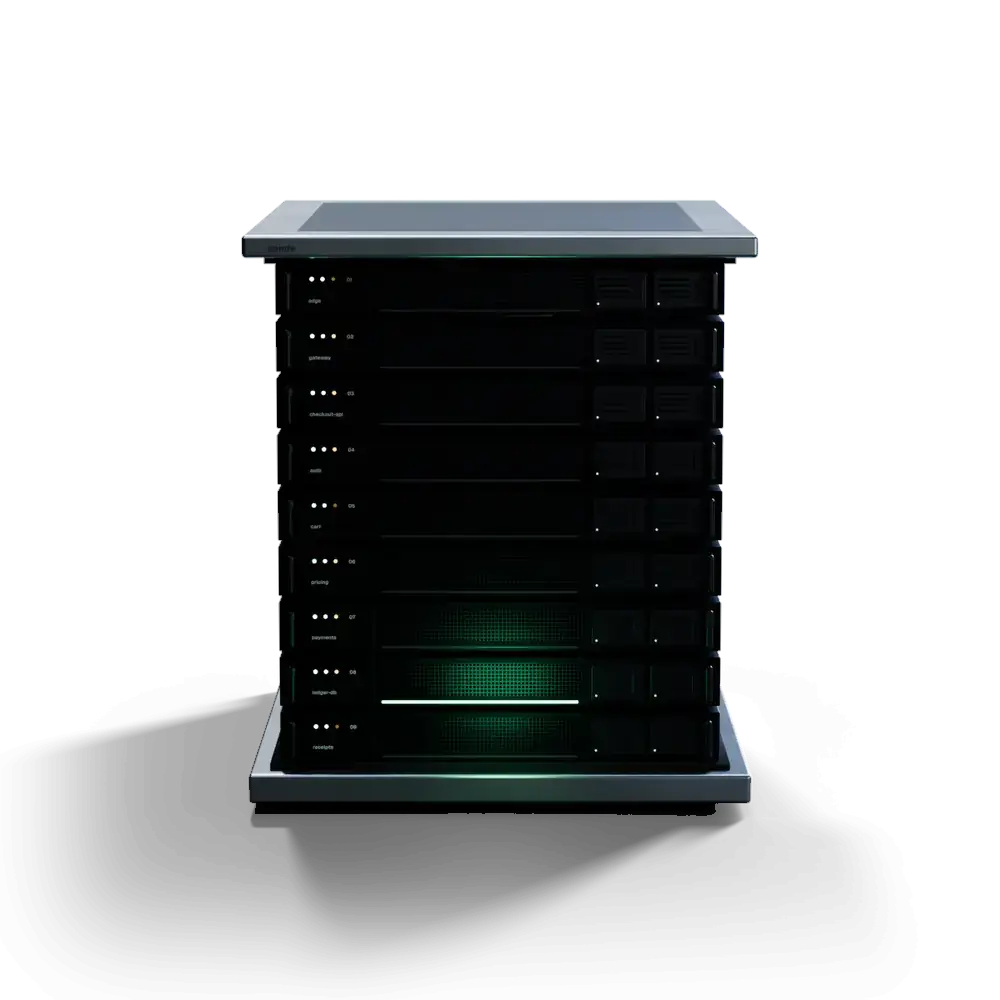 01
edge
02
gateway
03
checkout-api
04
auth
05
cart
06
pricing
07
payments
08
ledger-db
09
receipts